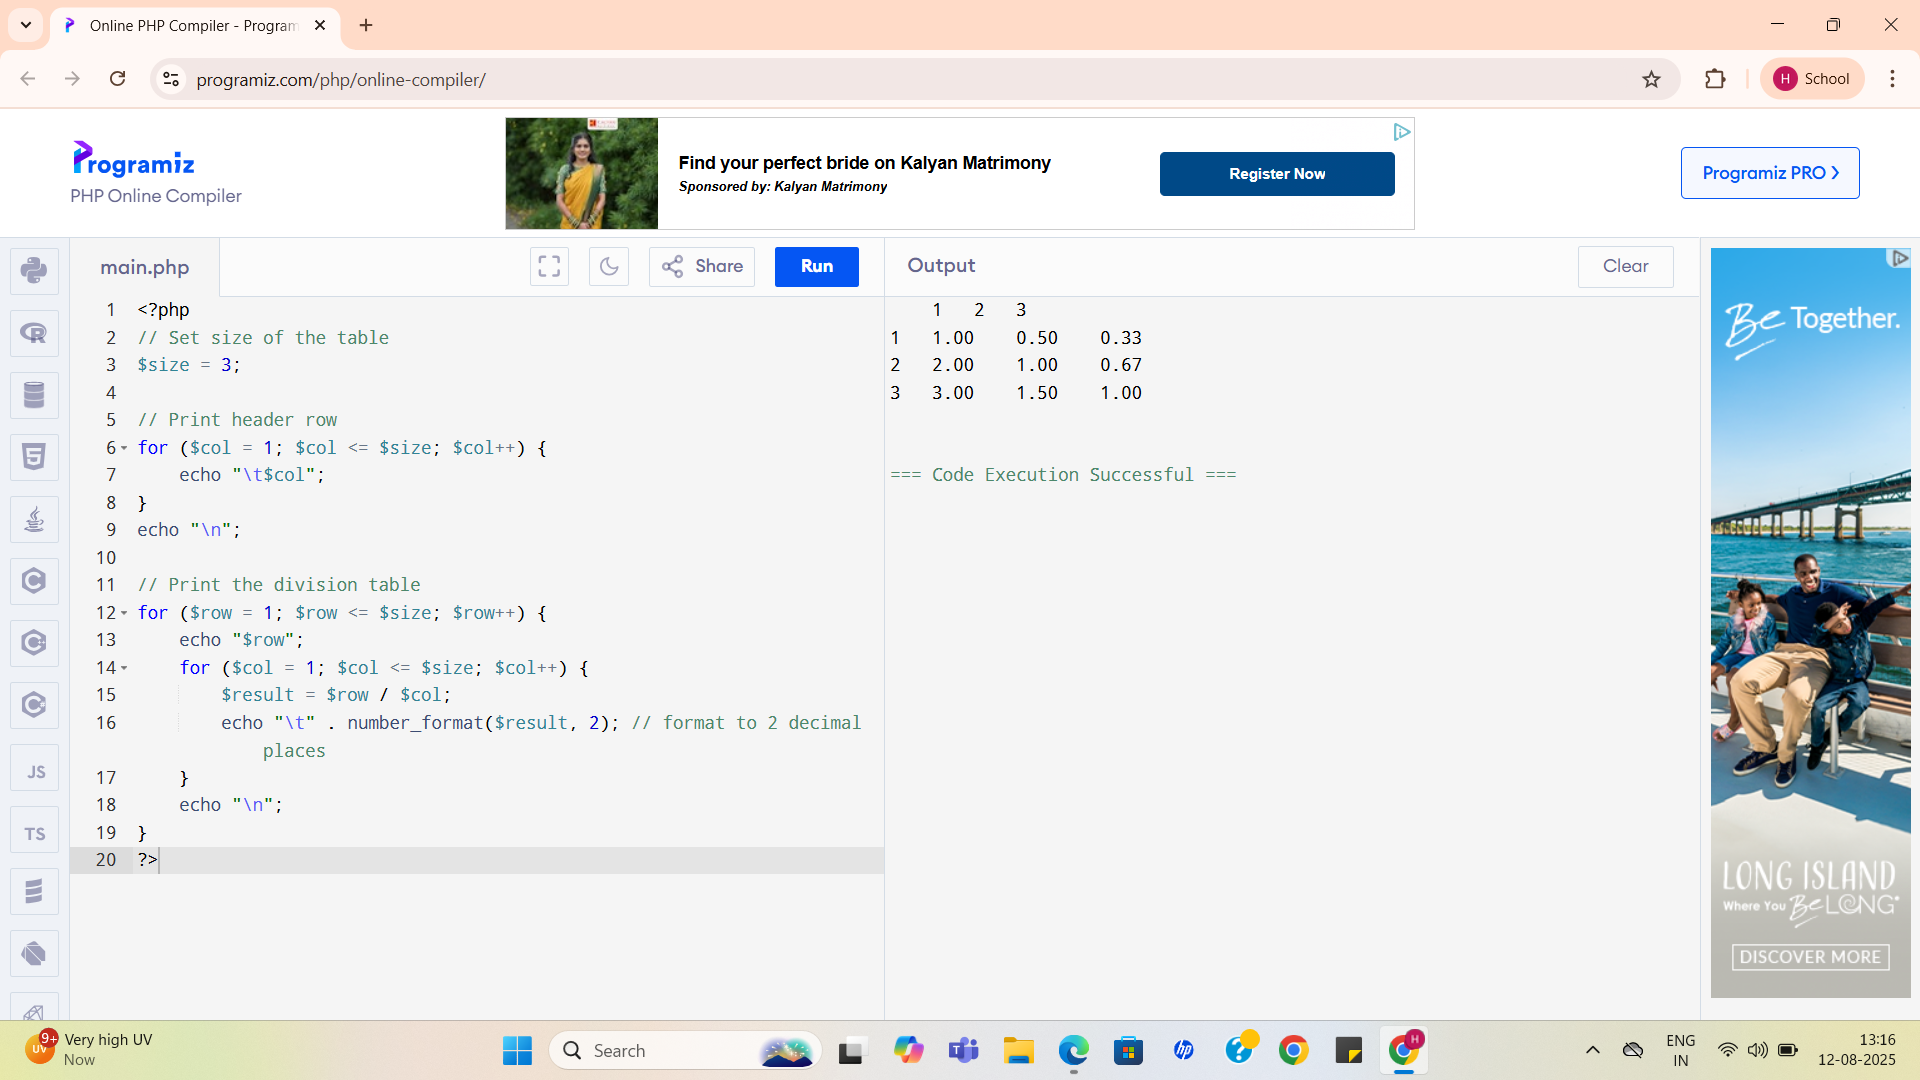 Online PHP Compiler - Program
programiz.com/php/online-compiler/
H School
Programiz
PHP Online Compiler
Find your perfect bride on Kalyan Matrimony
Sponsored by: Kalyan Matrimony
Register Now
Programiz PRO
main.php
Share
Run
Output
Clear
1 <?php
2 // Set size of the table
3 $size = 3;
4
5 // Print header row
6 for ($col = 1; $col <= $size; $col++) {
7 echo "\t$col";
8 }
9 echo "\n";
10
11 // Print the division table
12 for ($row = 1; $row <= $size; $row++) {
13 echo "$row";
14 for ($col = 1; $col <= $size; $col++) {
15 $result = $row / $col;
16 echo "\t" . number_format($result, 2); // format to 2 decimal
places
17 }
18 echo "\n";
19 }
20 ?>
1 2 3
1 1.00 0.50 0.33
2 2.00 1.00 0.67
3 3.00 1.50 1.00
=== Code Execution Successful ===
JS
TS
Be Together.
LONG ISLAND
Where You Be LONG
DISCOVER MORE
UV 9+
Very high UV
Now
Search
hp
H
ENG
IN
13:16
12-08-2025